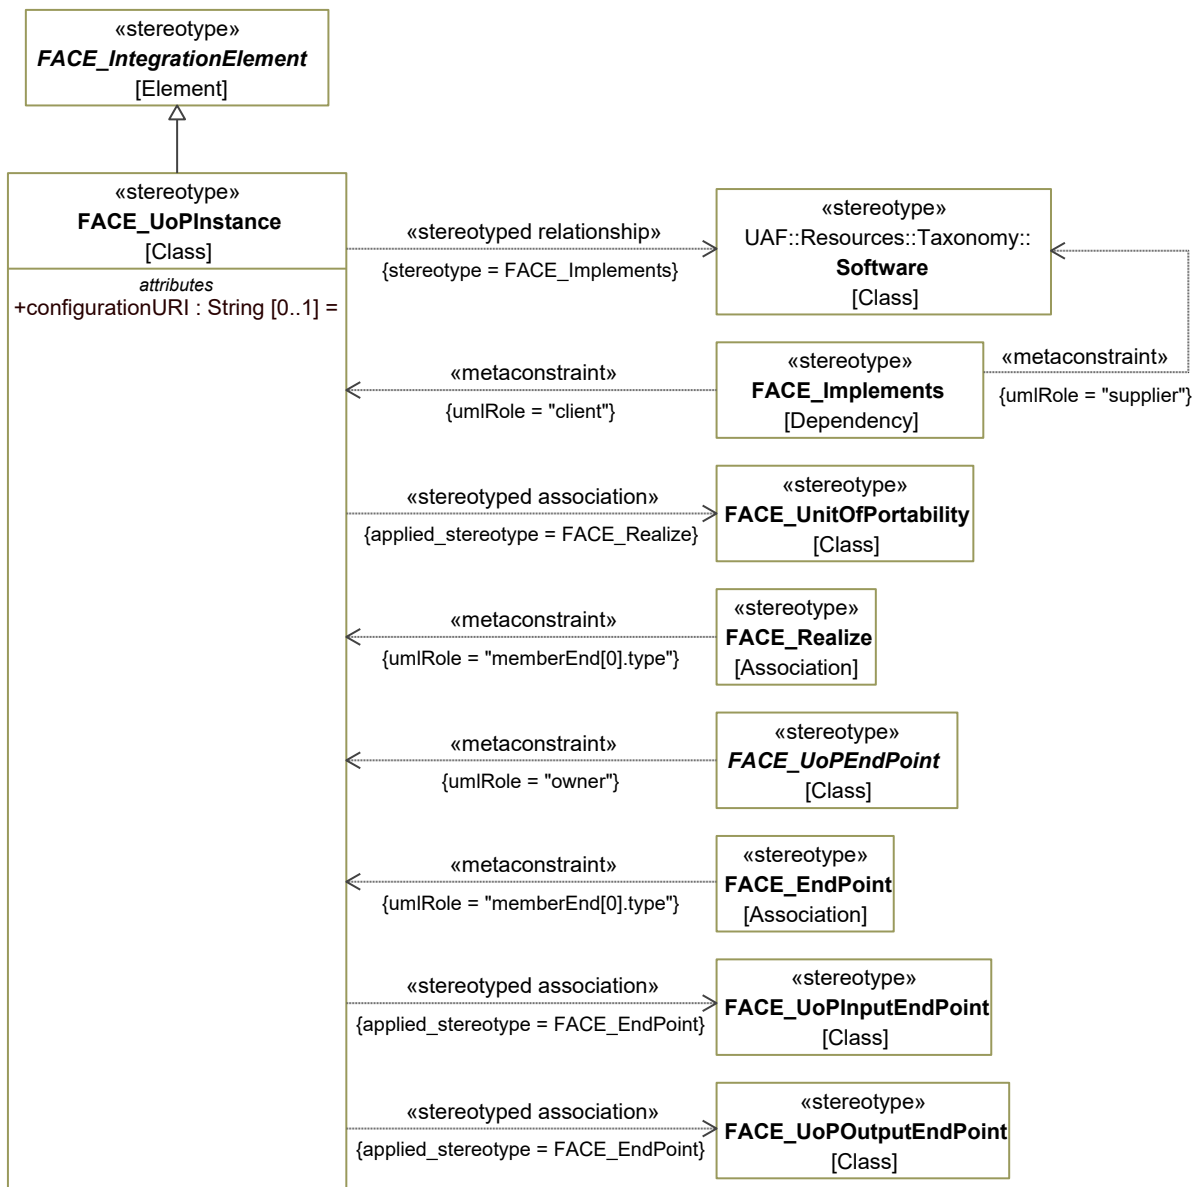 «stereotype»
FACE_IntegrationElement
[Element]
«stereotype»
FACE_UoPInstance
[Class]
attributes
+configurationURI : String [0..1] =
«stereotyped relationship»
{stereotype = FACE_Implements}
«stereotype»
UAF::Resources::Taxonomy::
Software
[Class]
«metaconstraint»
{umlRole = "client"}
«stereotype»
FACE_Implements
[Dependency]
«metaconstraint»
{umlRole = "supplier"}
«stereotyped association»
{applied_stereotype = FACE_Realize}
«stereotype»
FACE_UnitOfPortability
[Class]
«metaconstraint»
{umlRole = "memberEnd[0].type"}
«stereotype»
FACE_Realize
[Association]
«metaconstraint»
{umlRole = "owner"}
«stereotype»
FACE_UoPEndPoint
[Class]
«metaconstraint»
{umlRole = "memberEnd[0].type"}
«stereotype»
FACE_EndPoint
[Association]
«stereotyped association»
{applied_stereotype = FACE_EndPoint}
«stereotype»
FACE_UoPInputEndPoint
[Class]
«stereotyped association»
{applied_stereotype = FACE_EndPoint}
«stereotype»
FACE_UoPOutputEndPoint
[Class]